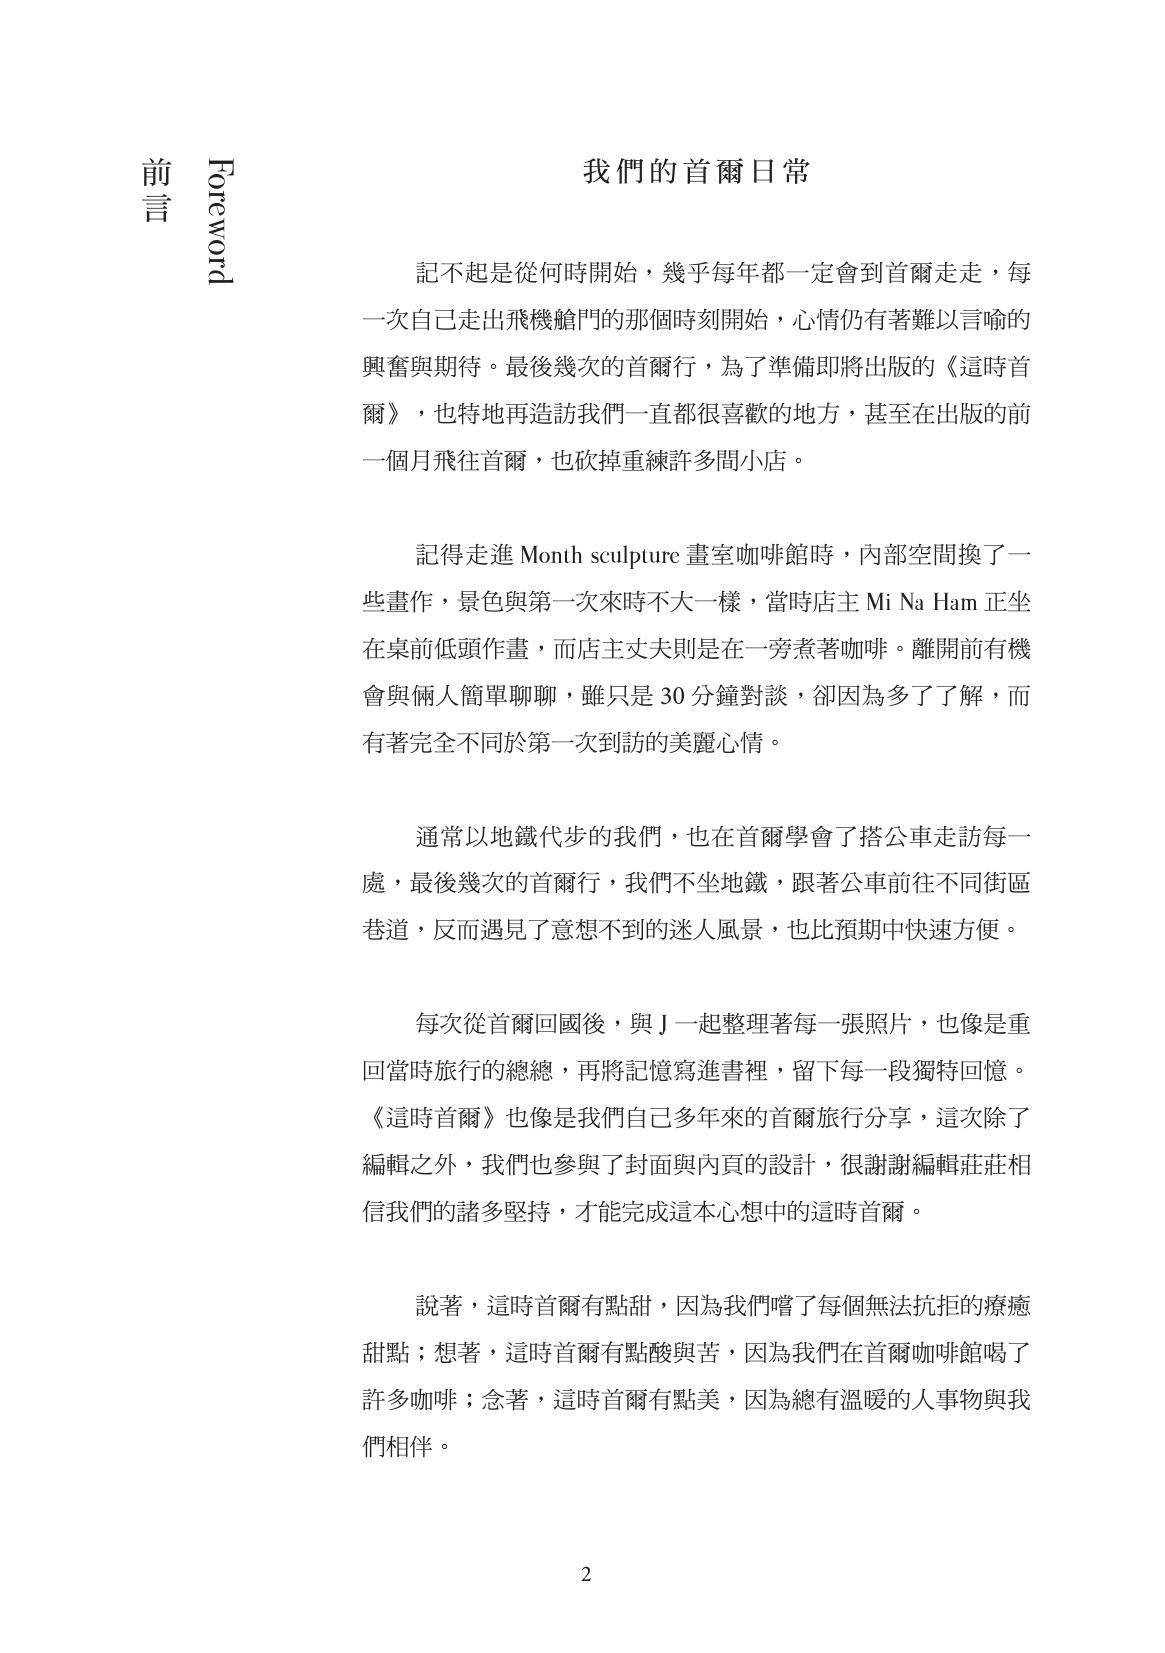 前言
Foreword
我們的首爾日常
記不起是從何時開始，幾乎每年都一定會到首爾走走，每
一次自己走出飛機艙門的那個時刻開始，心情仍有著難以言喻的
興奮與期待。最後幾次的首爾行，為了準備即將出版的《這時首
爾》，也特地再造訪我們一直都很喜歡的地方，甚至在出版的前
一個月飛往首爾，也砍掉重練許多間小店。
記得走進 Month sculpture 畫室咖啡館時，內部空間換了一
些畫作，景色與第一次來時不大一樣，當時店主 Mi Na Ham 正坐
在桌前低頭作畫，而店主丈夫則是在一旁煮著咖啡。離開前有機
會與倆人簡單聊聊，雖只是 30 分鐘對談，卻因為多了了解，而
有著完全不同於第一次到訪的美麗心情。
通常以地鐵代步的我們，也在首爾學會了搭公車走訪每一
處，最後幾次的首爾行，我們不坐地鐵，跟著公車前往不同街區
巷道，反而遇見了意想不到的迷人風景，也比預期中快速方便。
每次從首爾回國後，與 J 一起整理著每一張照片，也像是重
回當時旅行的總總，再將記憶寫進書裡，留下每一段獨特回憶。
《這時首爾》也像是我們自己多年來的首爾旅行分享，這次除了
編輯之外，我們也參與了封面與內頁的設計，很謝謝編輯莊莊相
信我們的諸多堅持，才能完成這本心想中的這時首爾。
說著，這時首爾有點甜，因為我們嚐了每個無法抗拒的療癒
甜點；想著，這時首爾有點酸與苦，因為我們在首爾咖啡館喝了
許多咖啡；念著，這時首爾有點美，因為總有溫暖的人事物與我
們相伴。
2